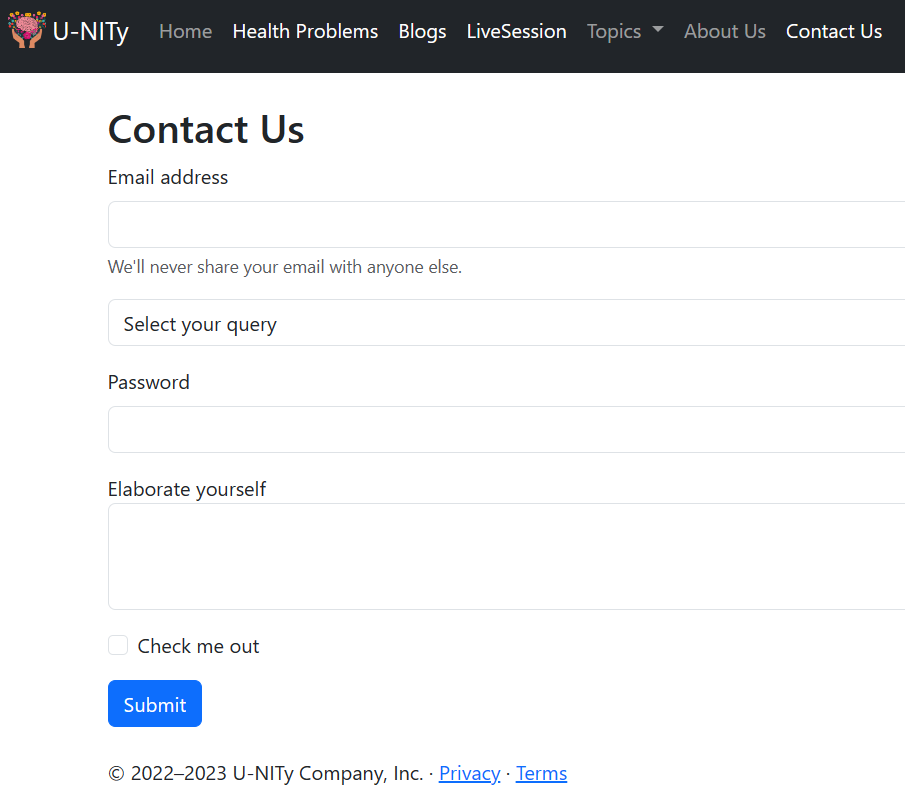 U-NITy Home Health Problems Blogs LiveSession Topics About Us Contact Us
Contact Us
Email address
We'll never share your email with anyone else.
Select your query
Password
Elaborate yourself
Check me out
Submit
© 2022–2023 U-NITy Company, Inc. · Privacy · Terms